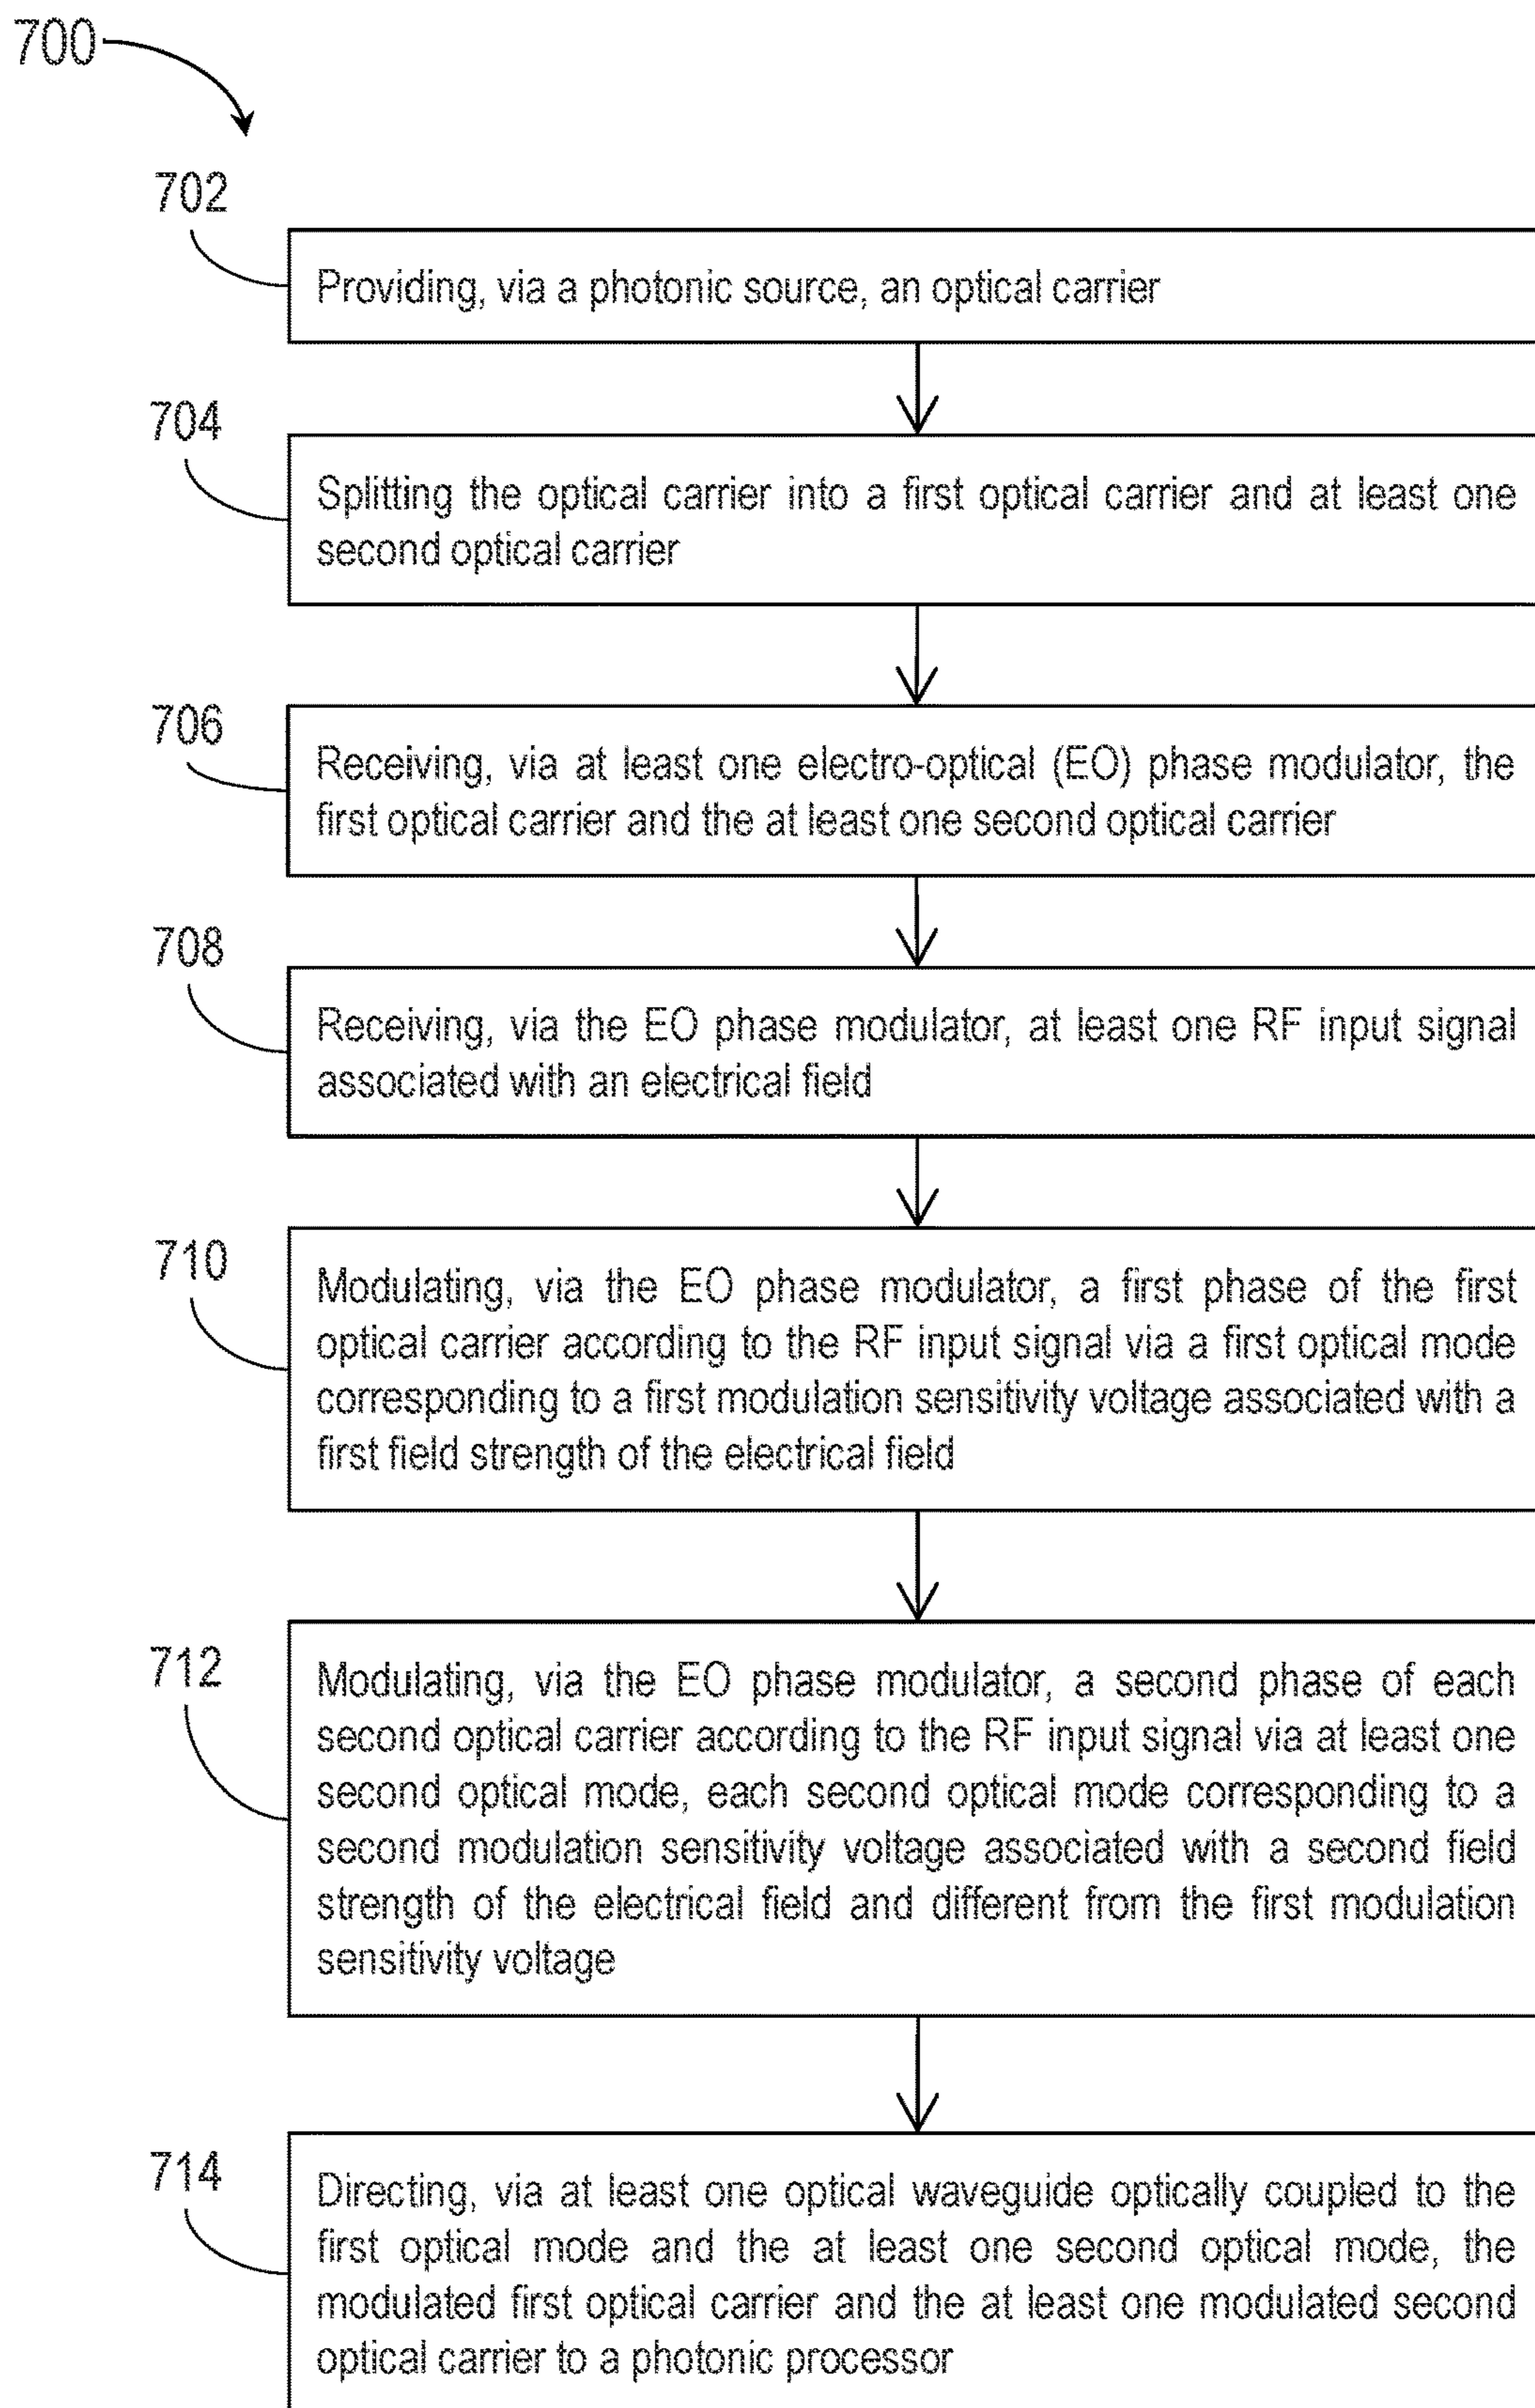 700
702
Providing, via a photonic source, an optical carrier
704
Splitting the optical carrier into a first optical carrier and at least one
second optical carrier
706
Receiving, via at least one electro-optical (EO) phase modulator, the
first optical carrier and the at least one second optical carrier
708
Receiving, via the EO phase modulator, at least one RF input signal
associated with an electrical field
710
Modulating, via the EO phase modulator, a first phase of the first
optical carrier according to the RF input signal via a first optical mode
corresponding to a first modulation sensitivity voltage associated with a
first field strength of the electrical field
712
Modulating, via the EO phase modulator, a second phase of each
second optical carrier according to the RF input signal via at least one
second optical mode, each second optical mode corresponding to a
second modulation sensitivity voltage associated with a second field
strength of the electrical field and different from the first modulation
sensitivity voltage
714
Directing, via at least one optical waveguide optically coupled to the
first optical mode and the at least one second optical mode, the
modulated first optical carrier and the at least one modulated second
optical carrier to a photonic processor